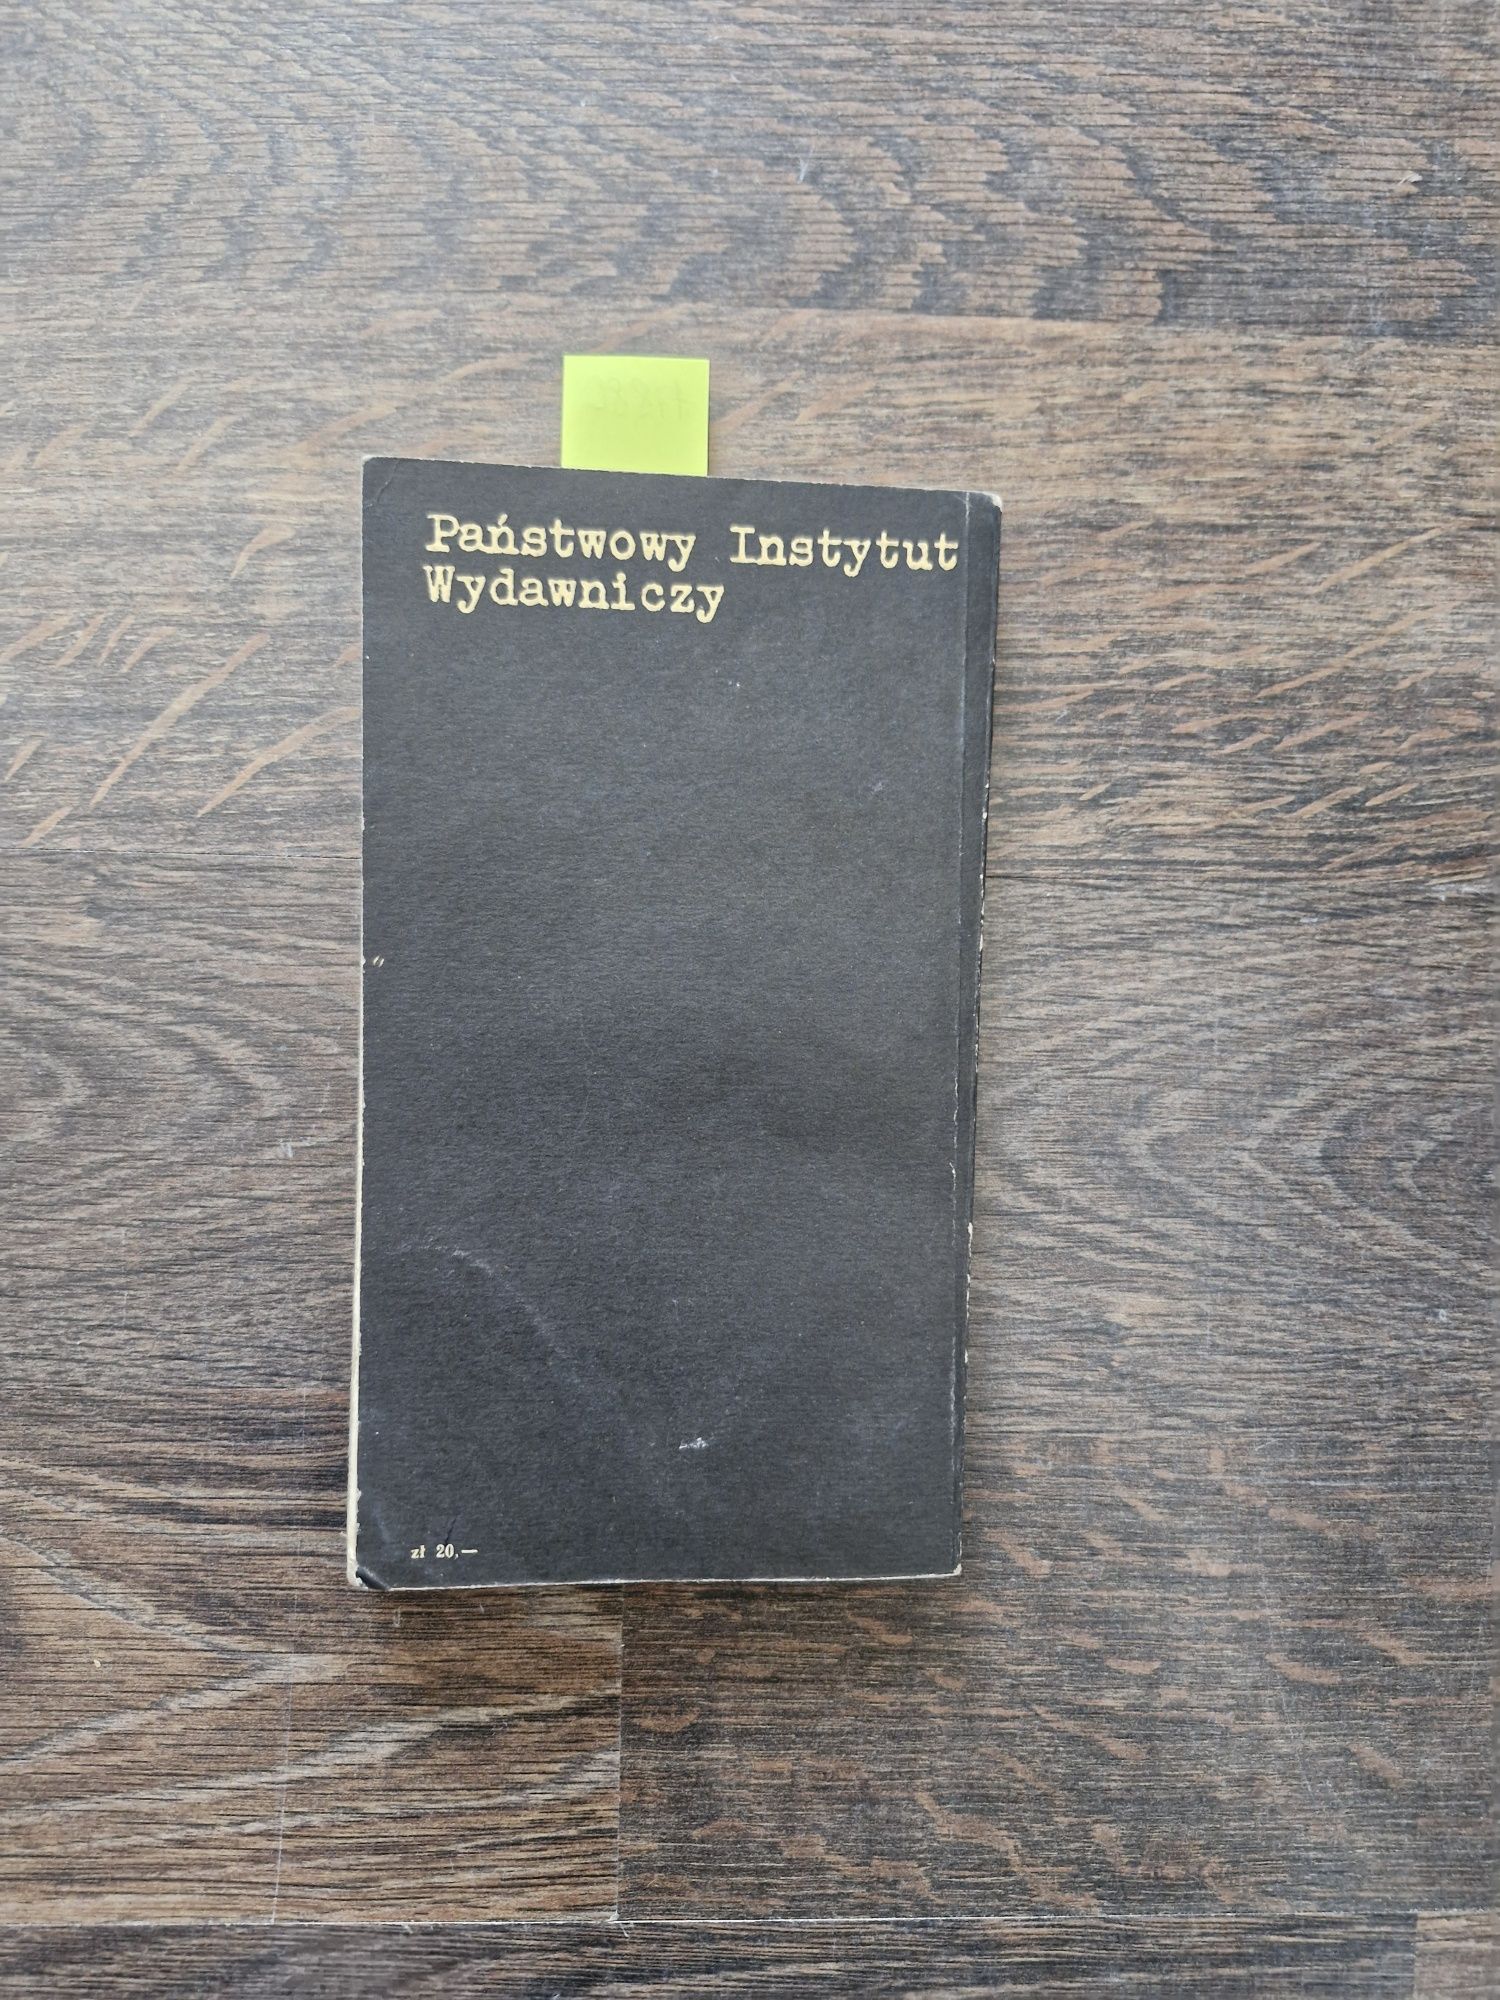 Państwowy Instytut
Wydawniczy
zł 20,—